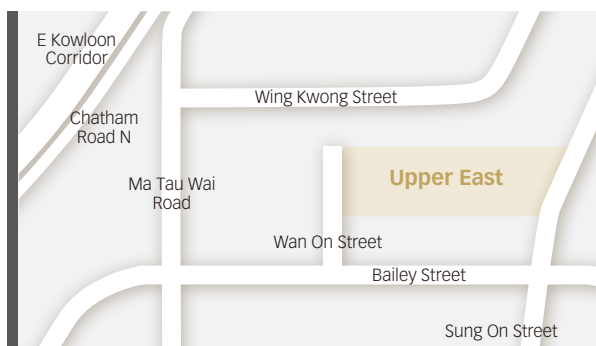 E Kowloon
Corridor
Wing Kwong Street
Chatham
Road N
Upper East
Ma Tau Wai
Road
Wan On Street
Bailey Street
Sung On Street